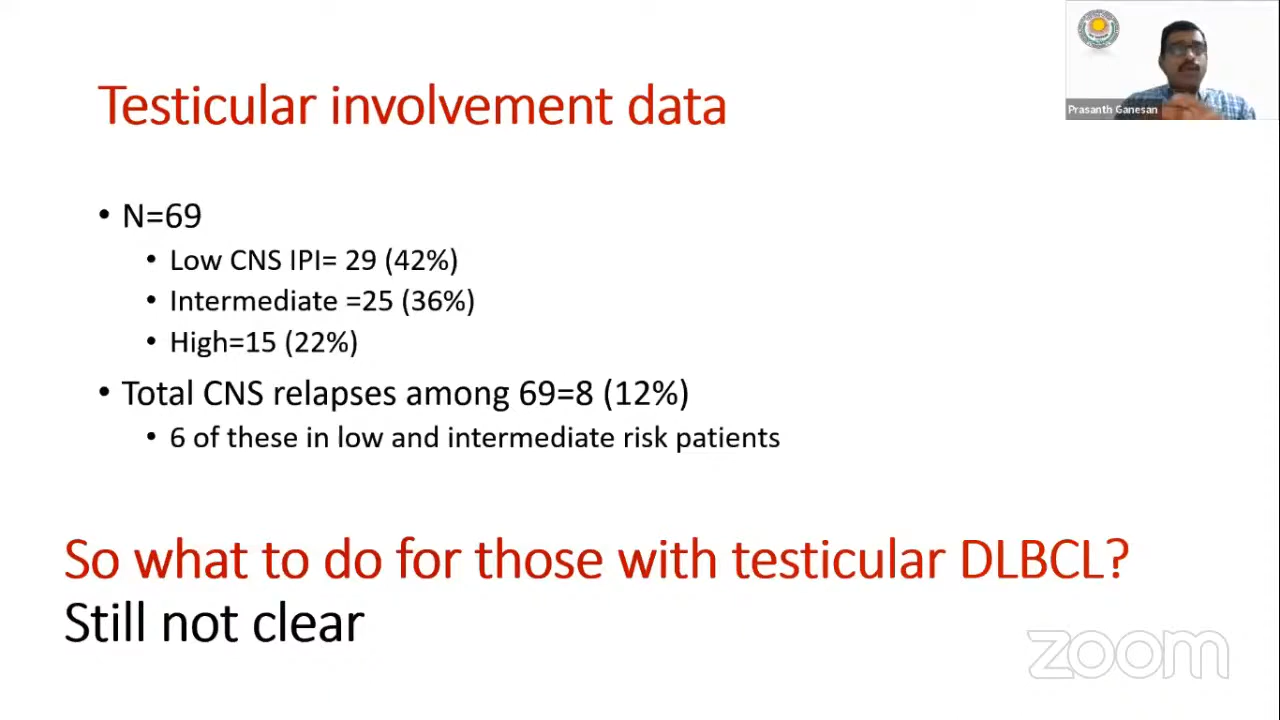 Testicular involvement data
Prasanth Ganesan
• N=69
• Low CNS IPI= 29 (42%)
• Intermediate =25 (36%)
• High=15 (22%)
• Total CNS relapses among 69=8 (12%)
• 6 of these in low and intermediate risk patients
So what to do for those with testicular DLBCL?
Still not clear
zoom